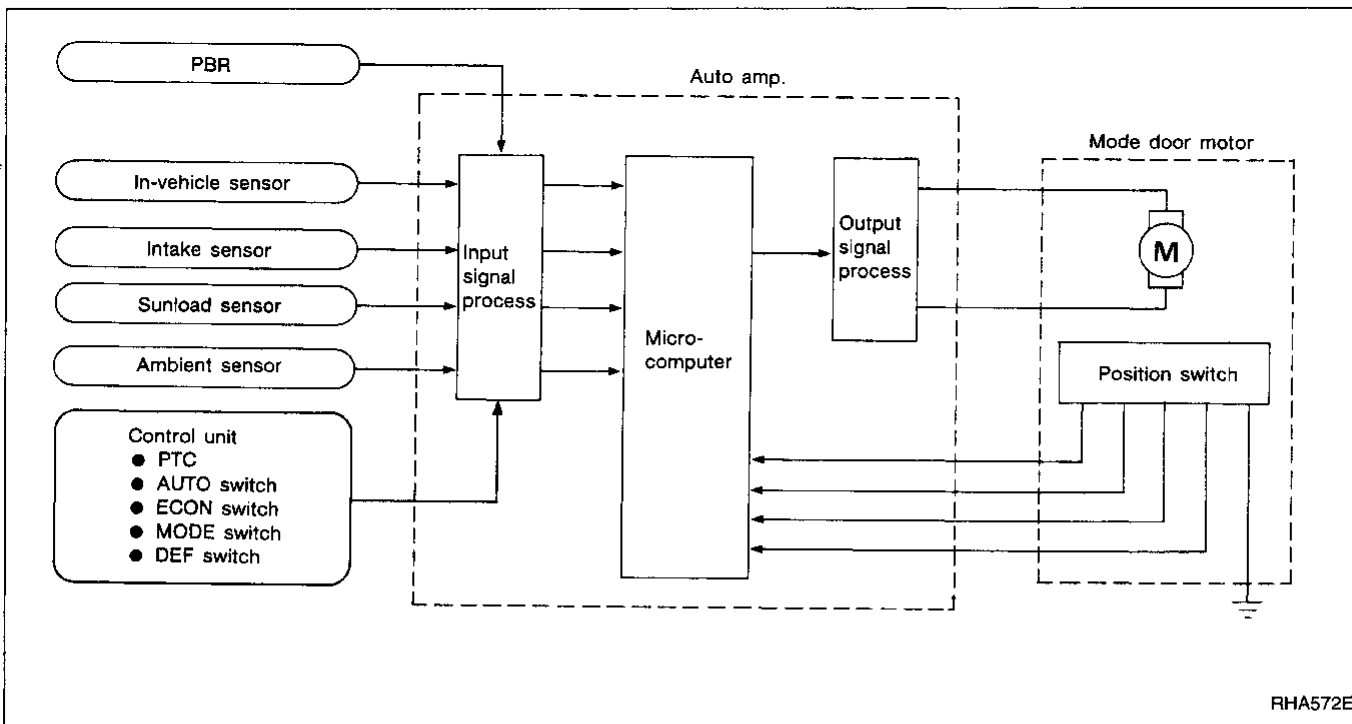 PBR
Auto amp.
Mode door motor
In-vehicle sensor
Intake sensor
Sunload sensor
Ambient sensor
Input
signal
process
Micro-
computer
Output
signal
process
M
Position switch
Control unit
● PTC
● AUTO switch
● ECON switch
● MODE switch
● DEF switch
RHA572E